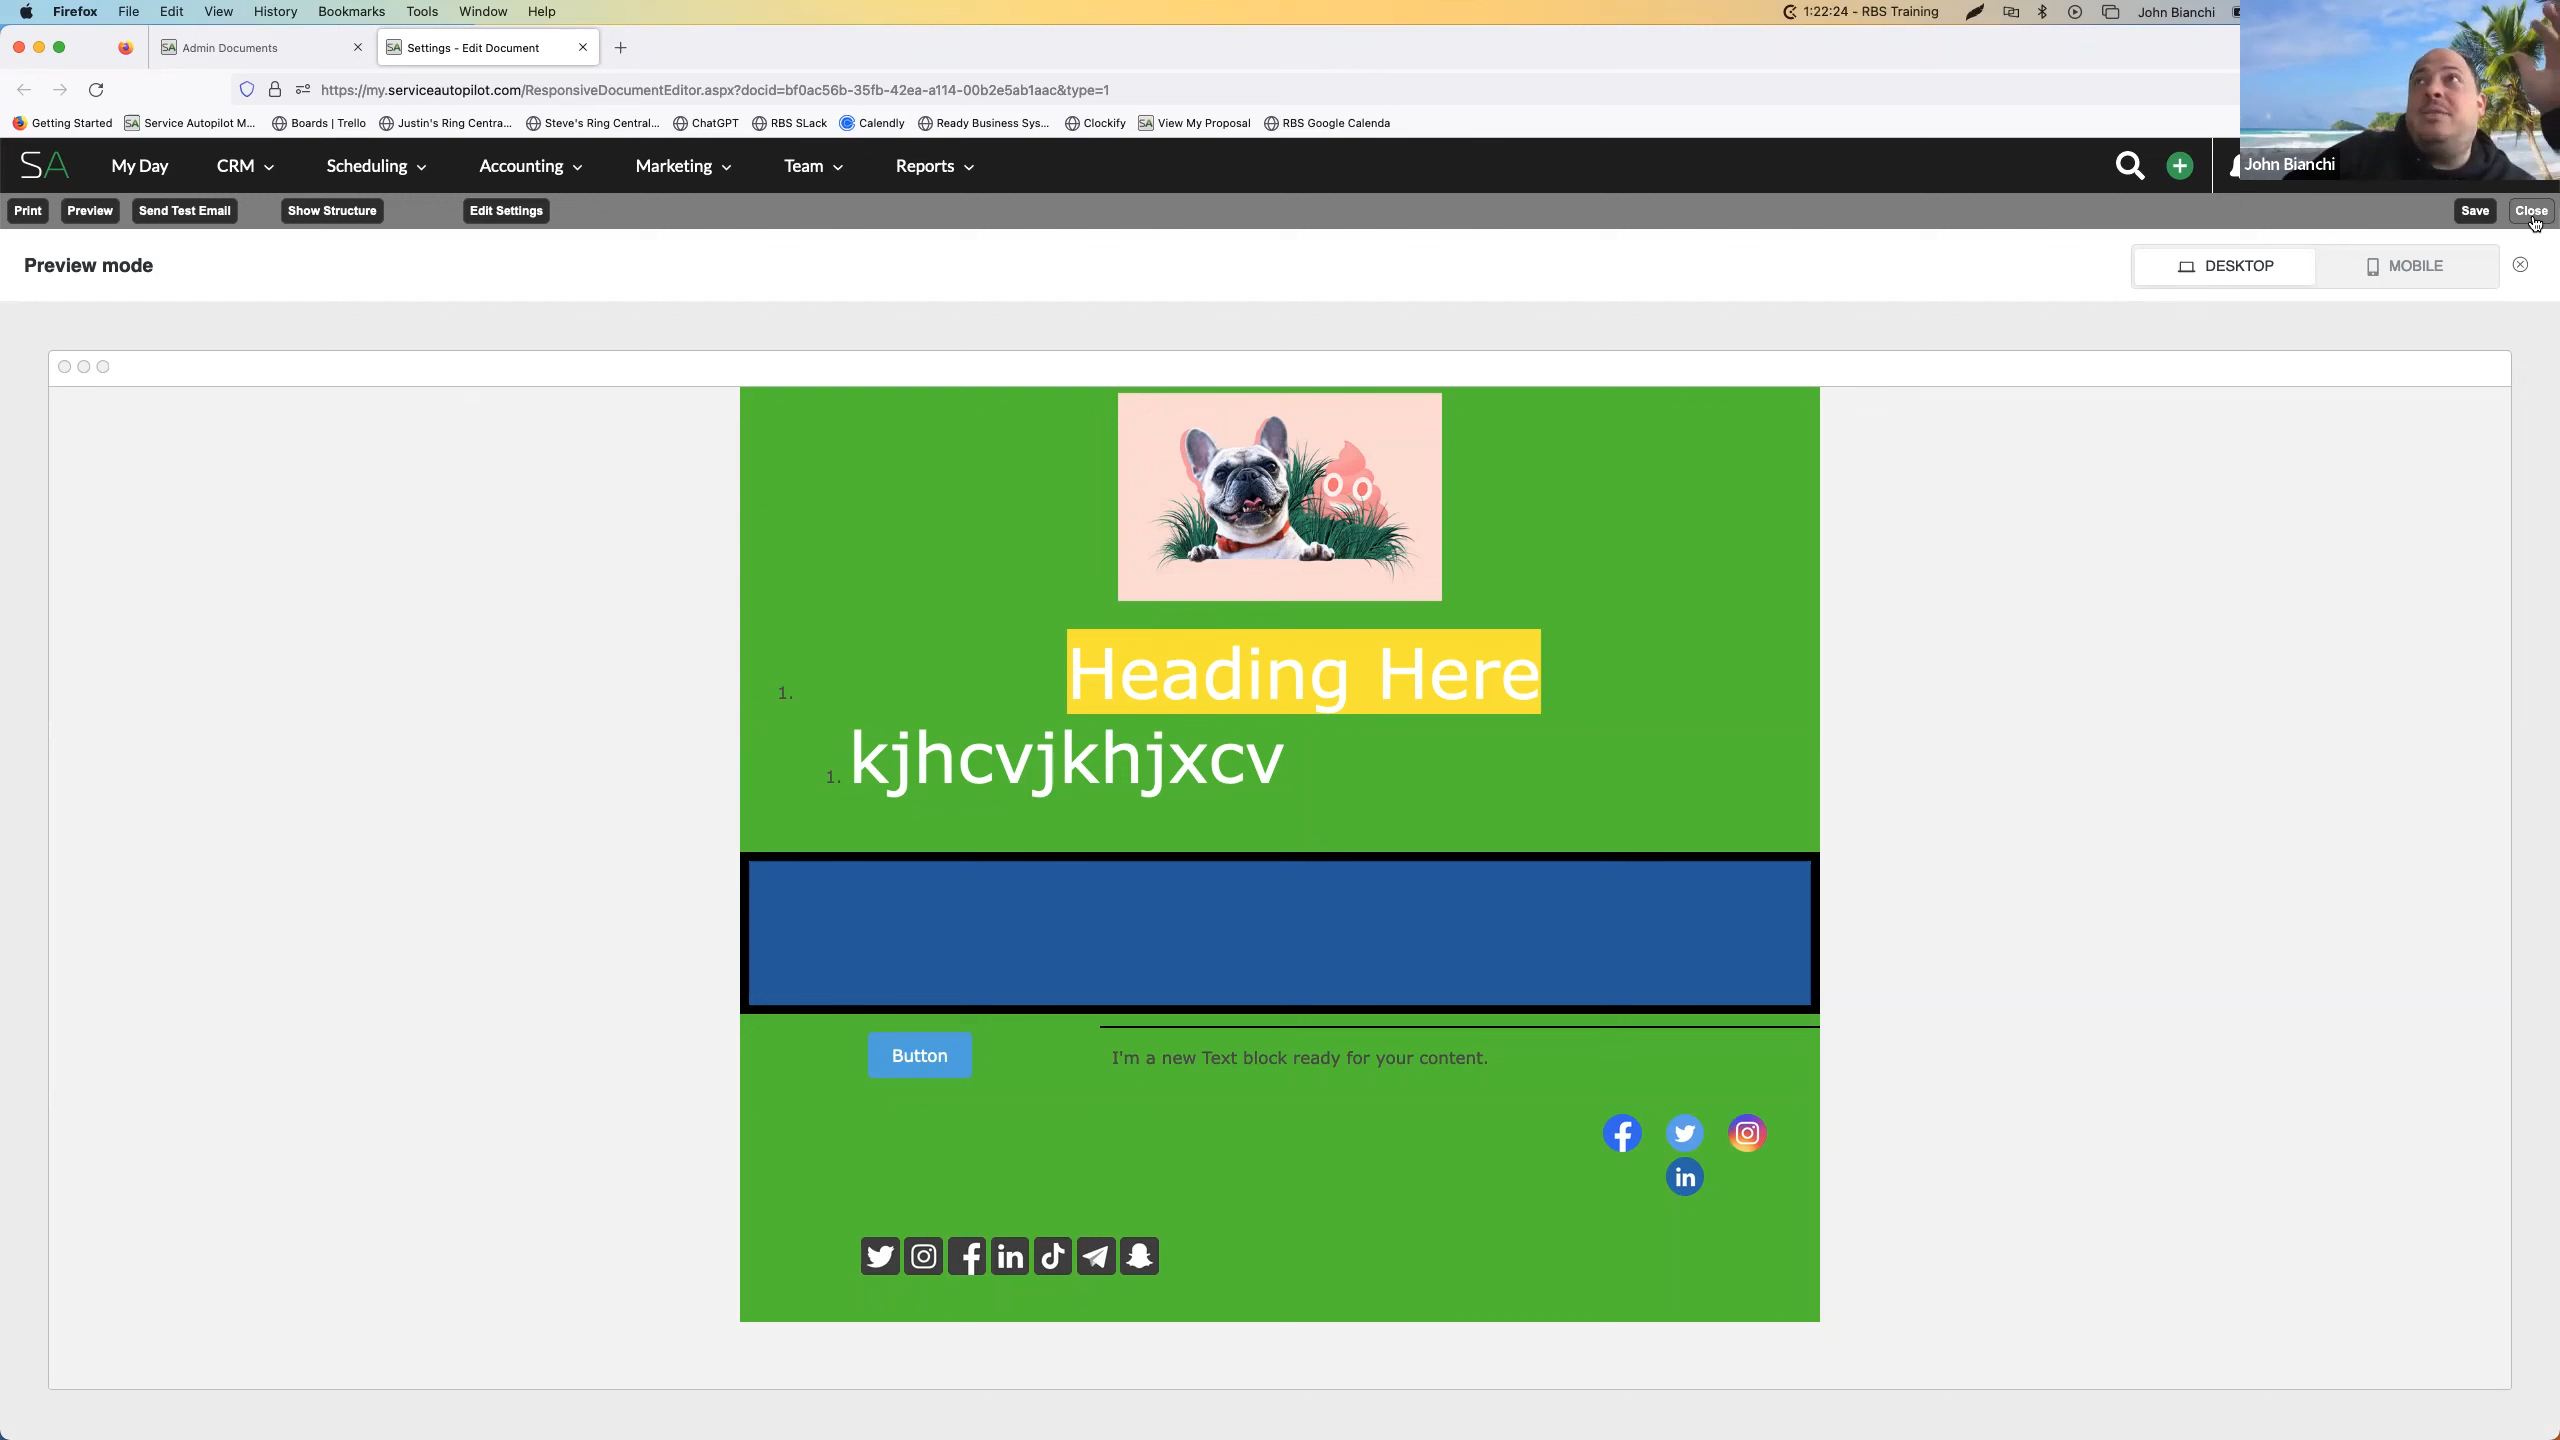 Firefox File Edit View History Bookmarks Tools Window Help 1:22:24 - RBS Training John Bianchi
Admin Documents Settings - Edit Document
https://my.serviceautopilot.com/ResponsiveDocumentEditor.aspx?docid=bf0ac56b-35fb-42ea-a114-00b2e5ab1aac&type=1
Getting Started Service Autopilot M... Boards | Trello Justin's Ring Centra... Steve's Ring Central... ChatGPT RBS SLack Calendly Ready Business Sys... Clockify View My Proposal RBS Google Calenda
SA My Day CRM Scheduling Accounting Marketing Team Reports John Bianchi
Print Preview Send Test Email Show Structure Edit Settings Save Close
Preview mode DESKTOP MOBILE
1. Heading Here
1. kjhcvjkhjxcv
Button I'm a new Text block ready for your content.